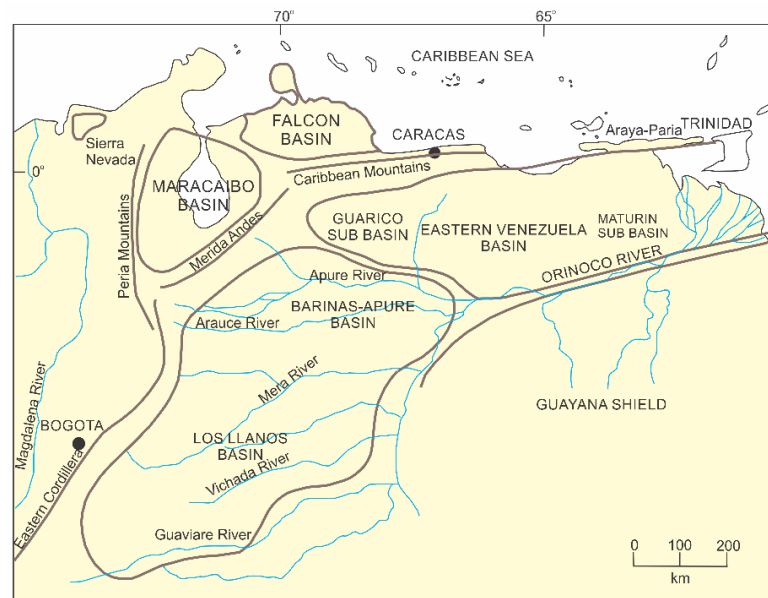 70°
65°
CARIBBEAN SEA
FALCON
BASIN
CARACAS
Araya-Paria
TRINIDAD
Sierra
Nevada
0°
Caribbean Mountains
MARACAIBO
BASIN
GUARICO
SUB BASIN
EASTERN VENEZUELA
BASIN
MATURIN
SUB BASIN
Peria Mountains
Merida Andes
ORINOCO RIVER
Apure River
BARINAS-APURE
BASIN
Arauce River
Magdalena River
Mera River
GUAYANA SHIELD
BOGOTA
LOS LLANOS
BASIN
Vichada River
Eastern Cordillera
Guaviare River
0 100 200
km